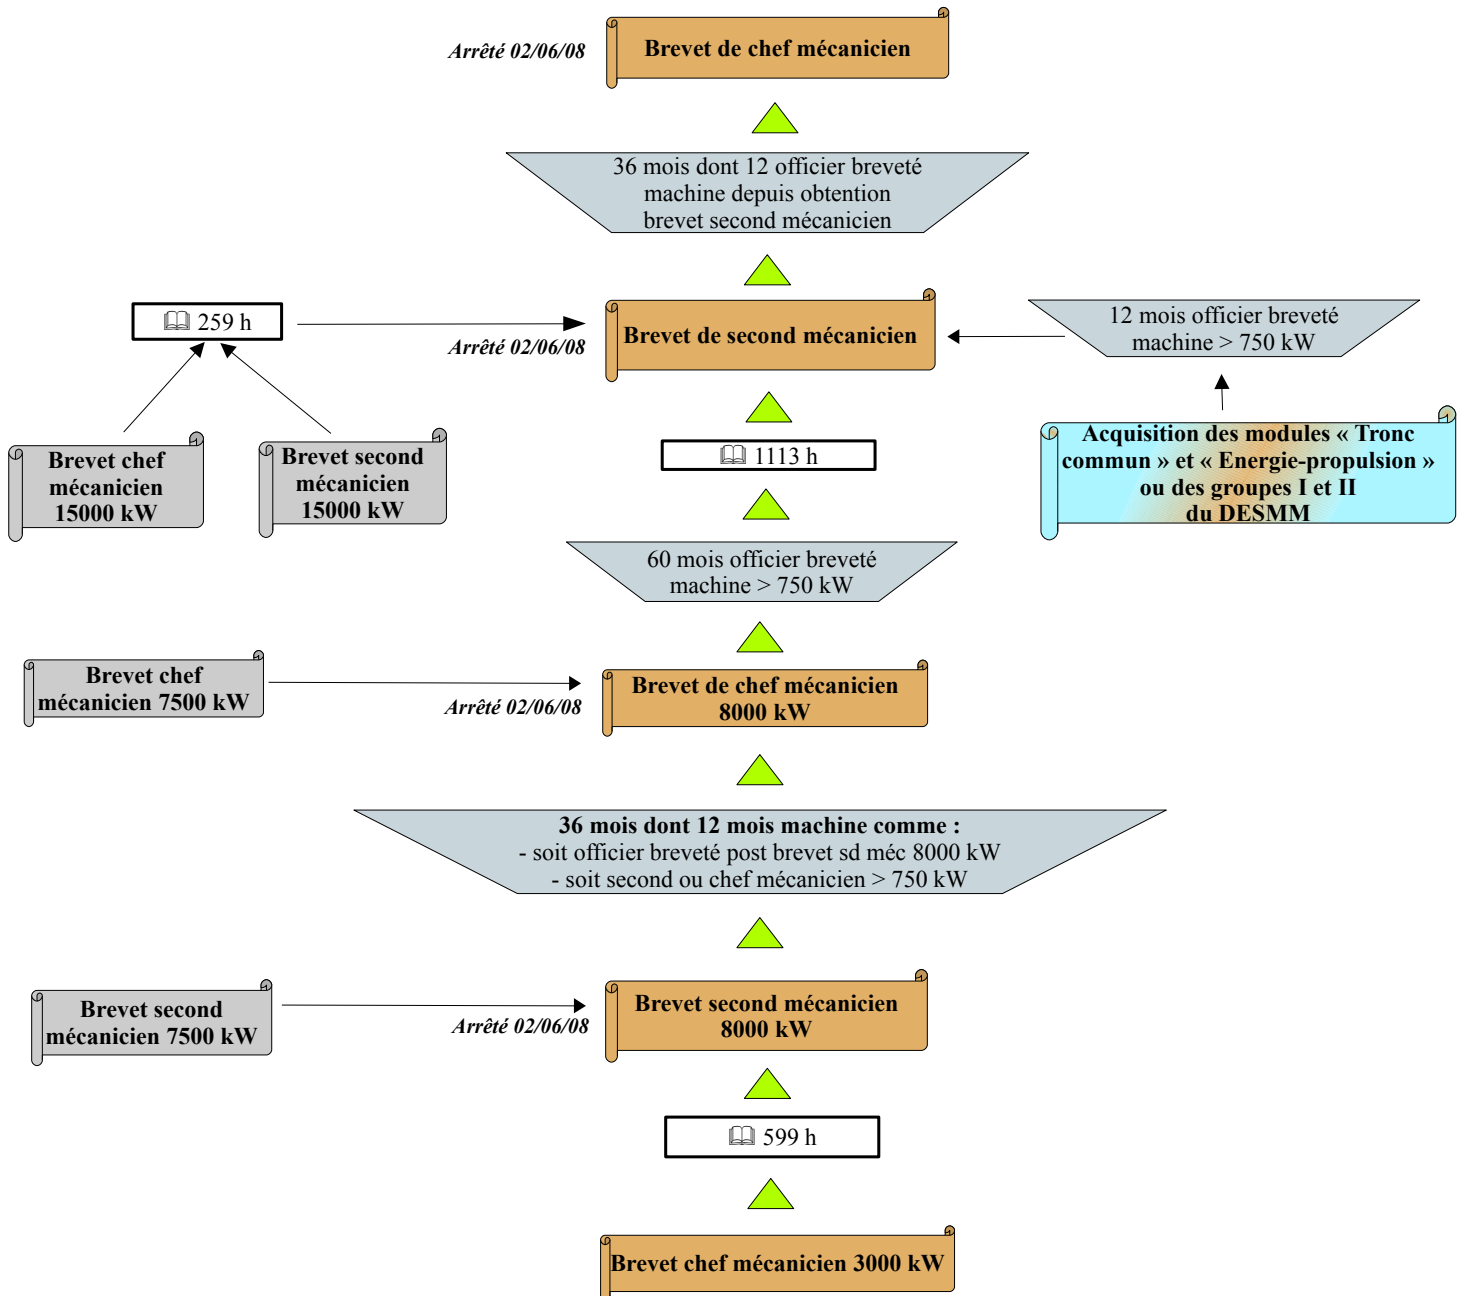 Arrêté 02/06/08
Brevet de chef mécanicien
36 mois dont 12 officier breveté
machine depuis obtention
brevet second mécanicien
🕮 259 h
Arrêté 02/06/08
Brevet de second mécanicien
12 mois officier breveté
machine > 750 kW
Brevet chef
mécanicien
15000 kW
Brevet second
mécanicien
15000 kW
🕮 1113 h
Acquisition des modules « Tronc
commun » et « Energie-propulsion »
ou des groupes I et II
du DESMM
60 mois officier breveté
machine > 750 kW
Brevet chef
mécanicien 7500 kW
Arrêté 02/06/08
Brevet de chef mécanicien
8000 kW
36 mois dont 12 mois machine comme :
- soit officier breveté post brevet sd méc 8000 kW
- soit second ou chef mécanicien > 750 kW
Brevet second
mécanicien 7500 kW
Arrêté 02/06/08
Brevet second mécanicien
8000 kW
🕮 599 h
Brevet chef mécanicien 3000 kW